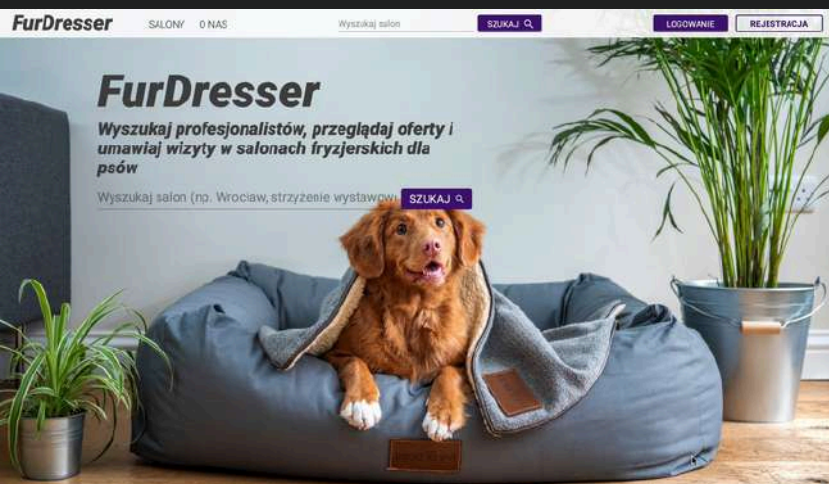 FurDresser
SALONY O NAS
Wyszukaj salon
SZUKAJ
LOGOWANIE
REJESTRACJA
FurDresser
Wyszukaj profesjonalistów, przeglądaj oferty i
umawiaj wizyty w salonach fryzjerskich dla
psów
Wyszukaj salon (np. Wrocław, strzyżenie wystawow
SZUKAJ